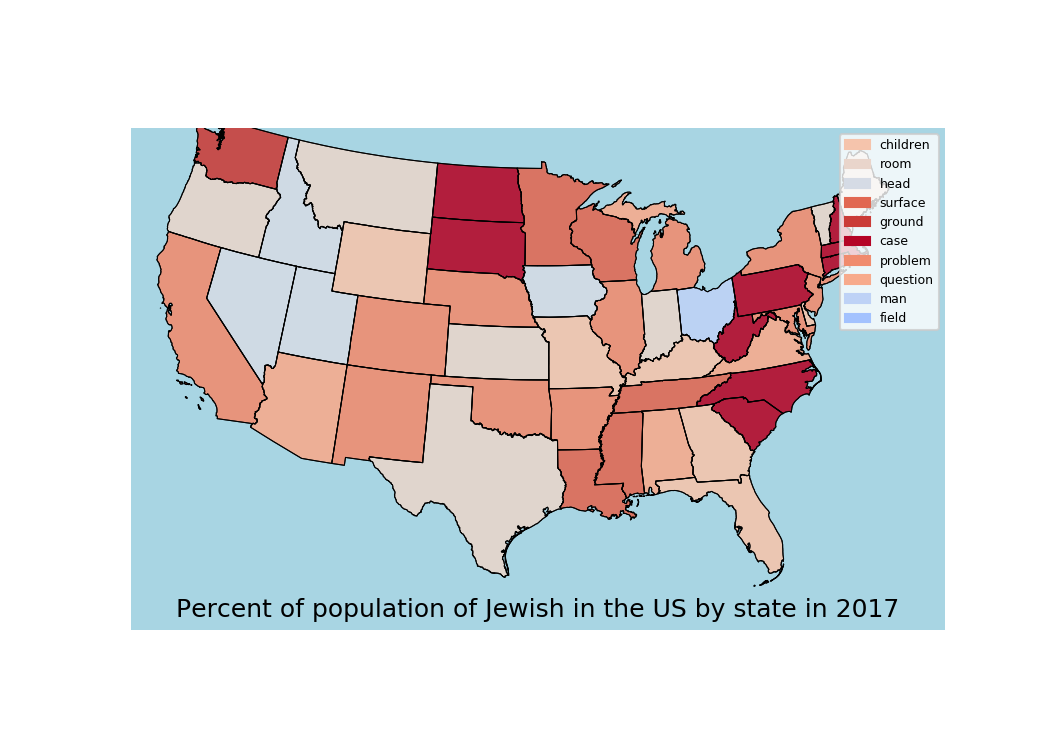 children
room
head
surface
ground
case
problem
question
man
field
Percent of population of Jewish in the US by state in 2017